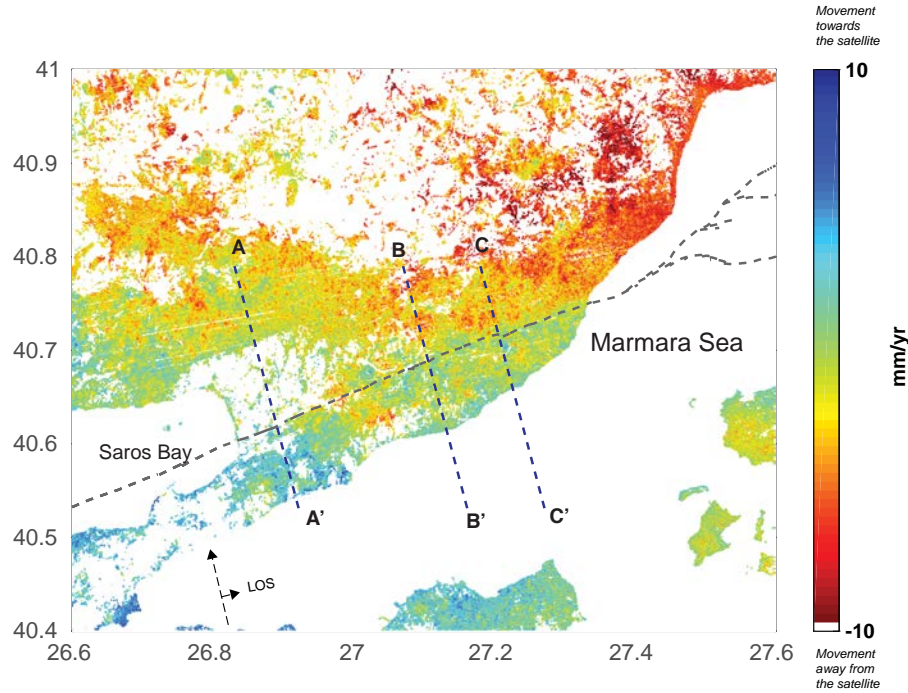 Movement
towards
the satellite
10
41
40.9
40.8
40.7
40.6
40.5
40.4
A
B
C
Marmara Sea
Saros Bay
A’
B’
C’
LOS
mm/yr
-10
26.6
26.8
27
27.2
27.4
27.6
Movement
away from
the satellite